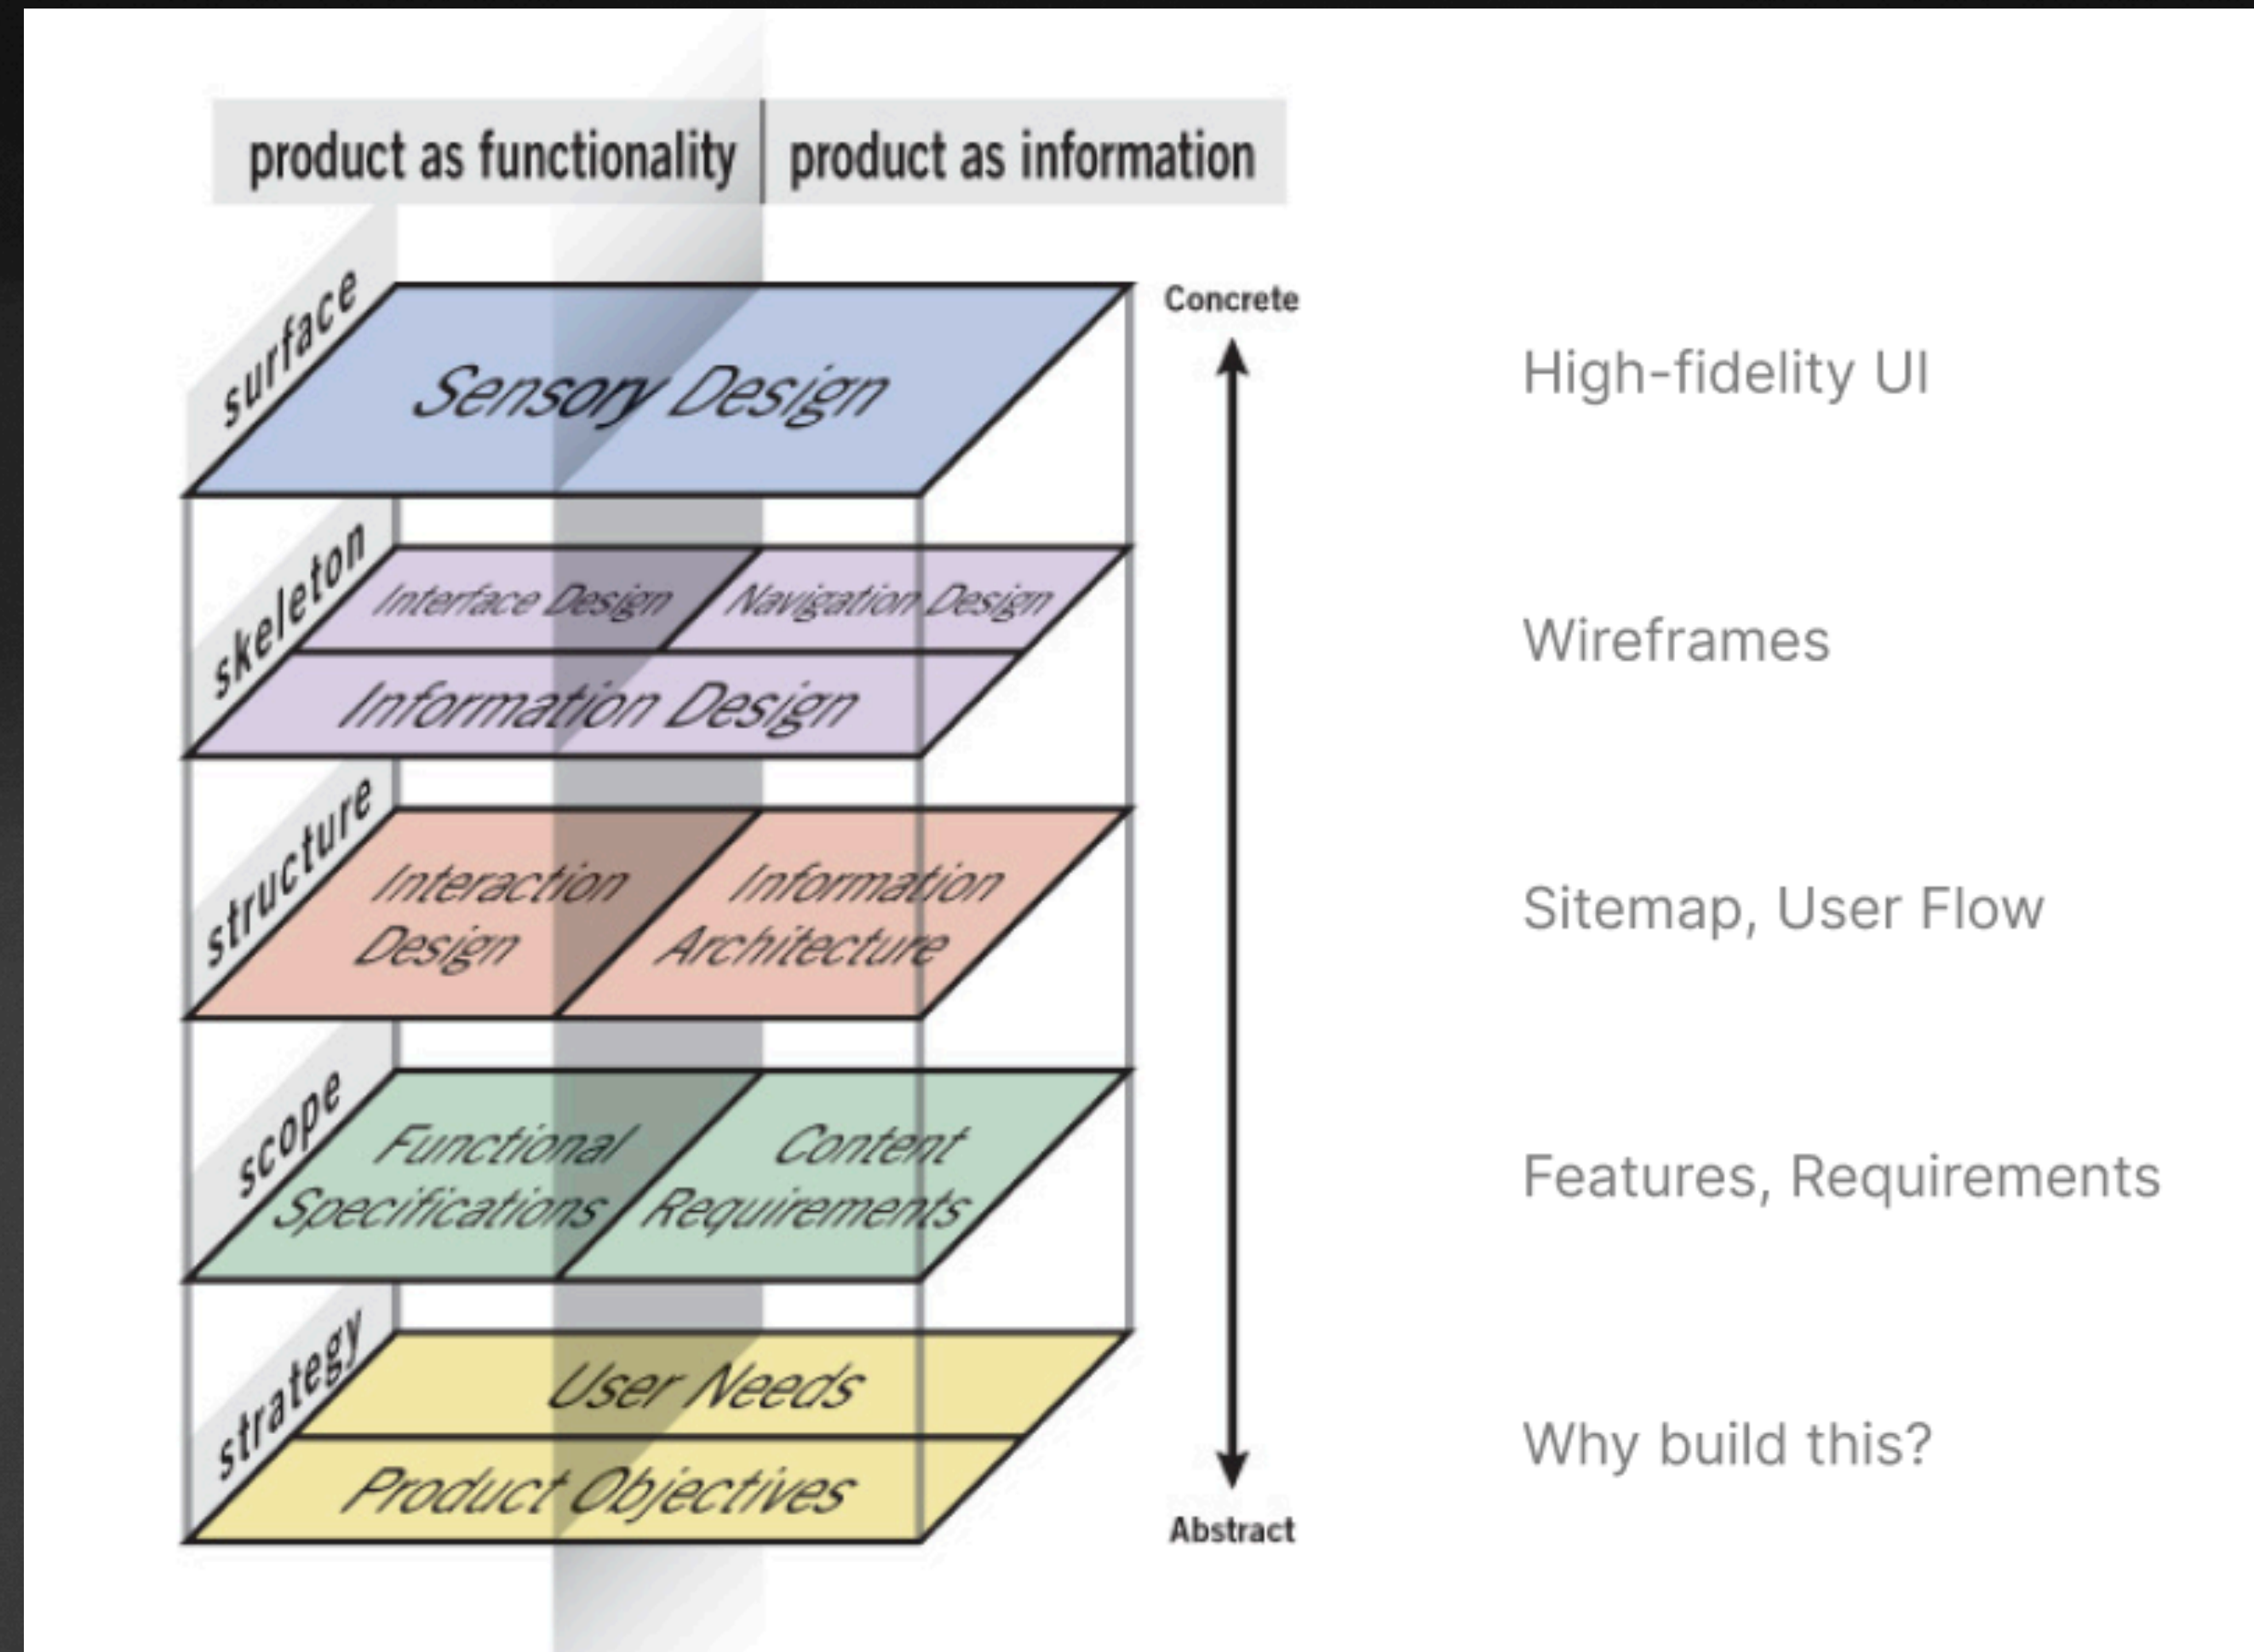 product as functionality
product as information
surface
Sensory Design
Concrete
High-fidelity UI
skeleton
Interface Design
Navigation Design
Information Design
Wireframes
structure
Interaction
Design
Information
Architecture
Sitemap, User Flow
scope
Functional
Specifications
Content
Requirements
Features, Requirements
strategy
User Needs
Product Objectives
Why build this?
Abstract